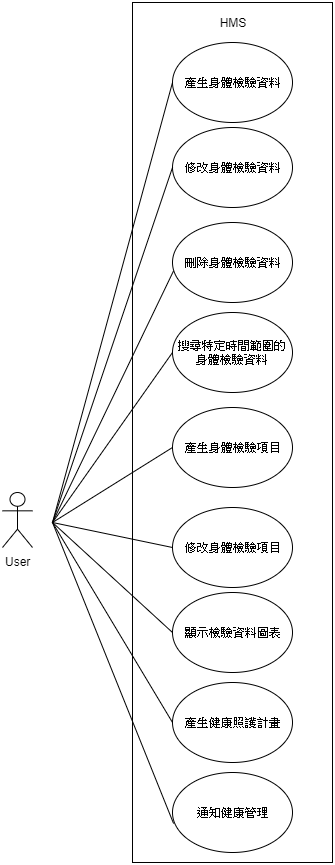 HMS
產生身體檢驗資料
修改身體檢驗資料
刪除身體檢驗資料
搜尋特定時間範圍的
身體檢驗資料
產生身體檢驗項目
修改身體檢驗項目
顯示檢驗資料圖表
產生健康照護計畫
通知健康管理
User